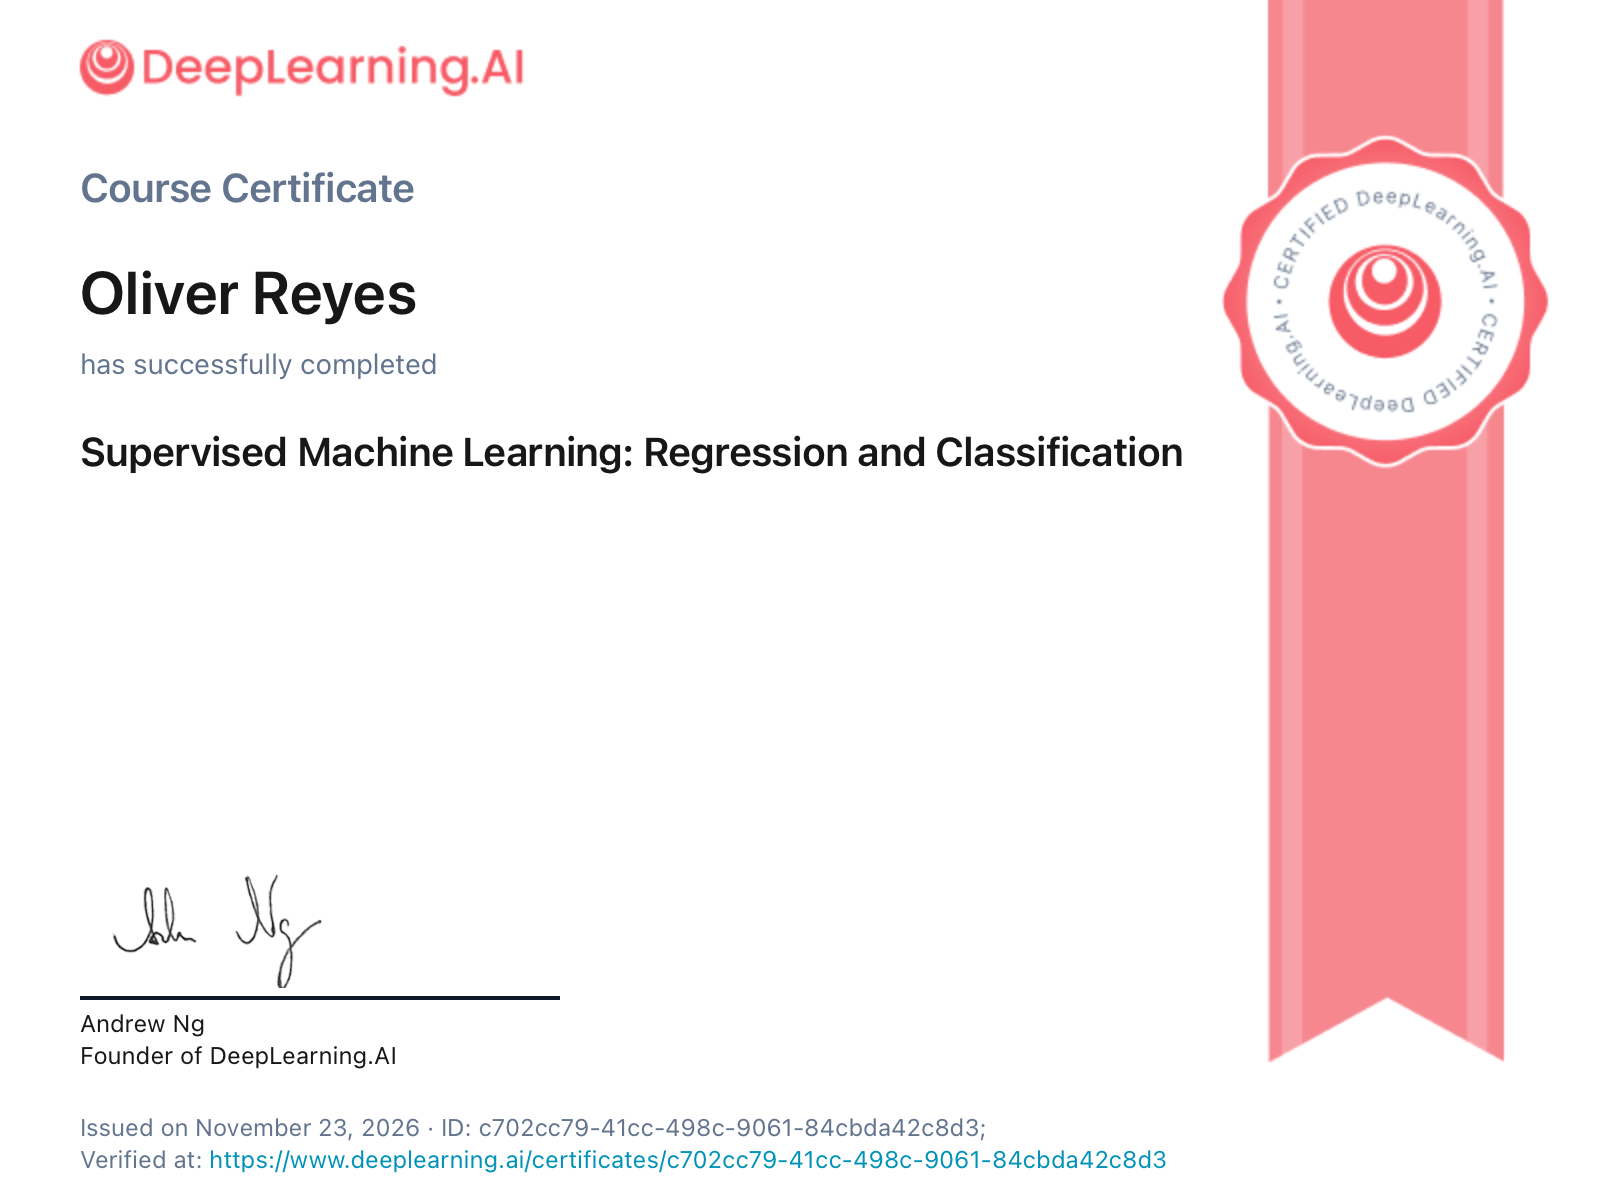 DeepLearning.AI
Course Certificate
Oliver Reyes
has successfully completed
Supervised Machine Learning: Regression and Classification
CERTIFIED DeepLearning.AI • CERTIFIED DeepLearning.AI •
Andrew Ng
Andrew Ng
Founder of DeepLearning.AI
Issued on November 23, 2026 · ID: c702cc79-41cc-498c-9061-84cbda42c8d3;
Verified at: https://www.deeplearning.ai/certificates/c702cc79-41cc-498c-9061-84cbda42c8d3